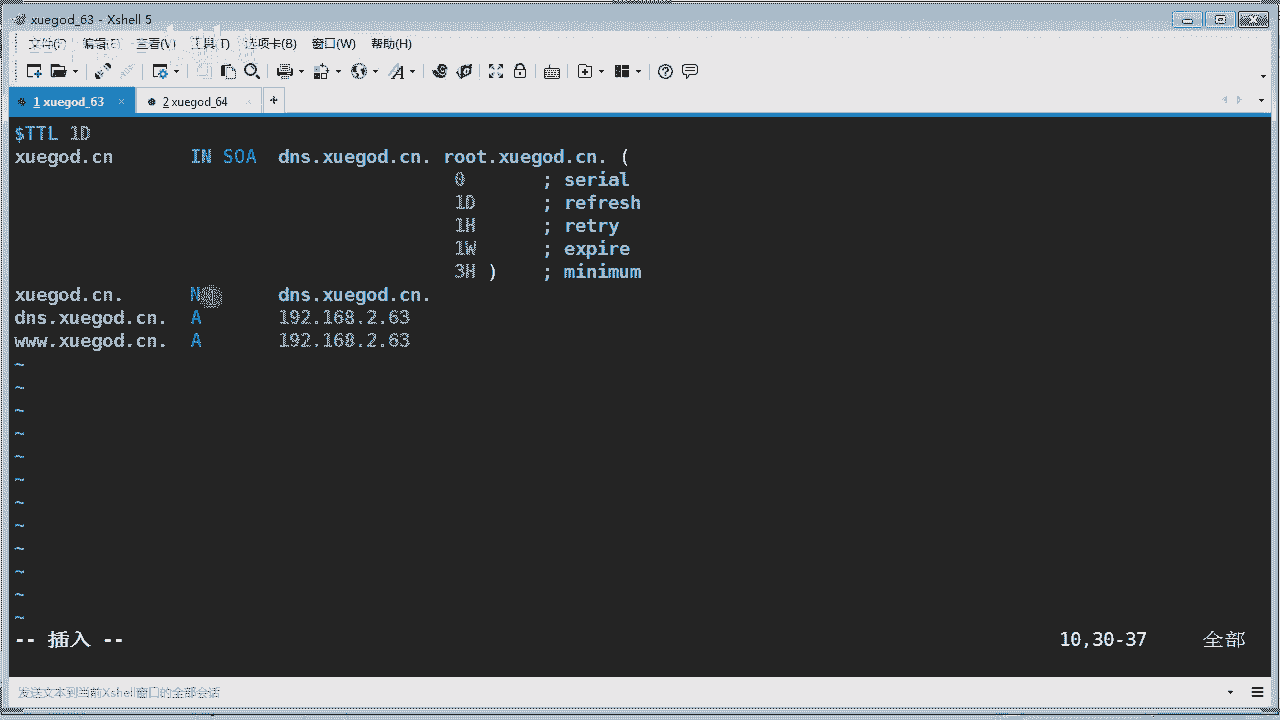 xuegod_63 - Xshell 5
文件(F) 编辑(E) 查看(V) 工具(T) 选项卡(B) 窗口(W) 帮助(H)
1 xuegod_63 × 2 xuegod_64 × +
$TTL 1D
xuegod.cn IN SOA dns.xuegod.cn. root.xuegod.cn. (
0 ; serial
1D ; refresh
1H ; retry
1W ; expire
3H ) ; minimum
xuegod.cn. dns.xuegod.cn.
dns.xuegod.cn. A 192.168.2.63
www.xuegod.cn. A 192.168.2.63
~
~
~
~
~
~
~
~
~
~
~
~
-- 插入 -- 10,30-37 全部
发送文本到当前Xshell窗口的全部会话